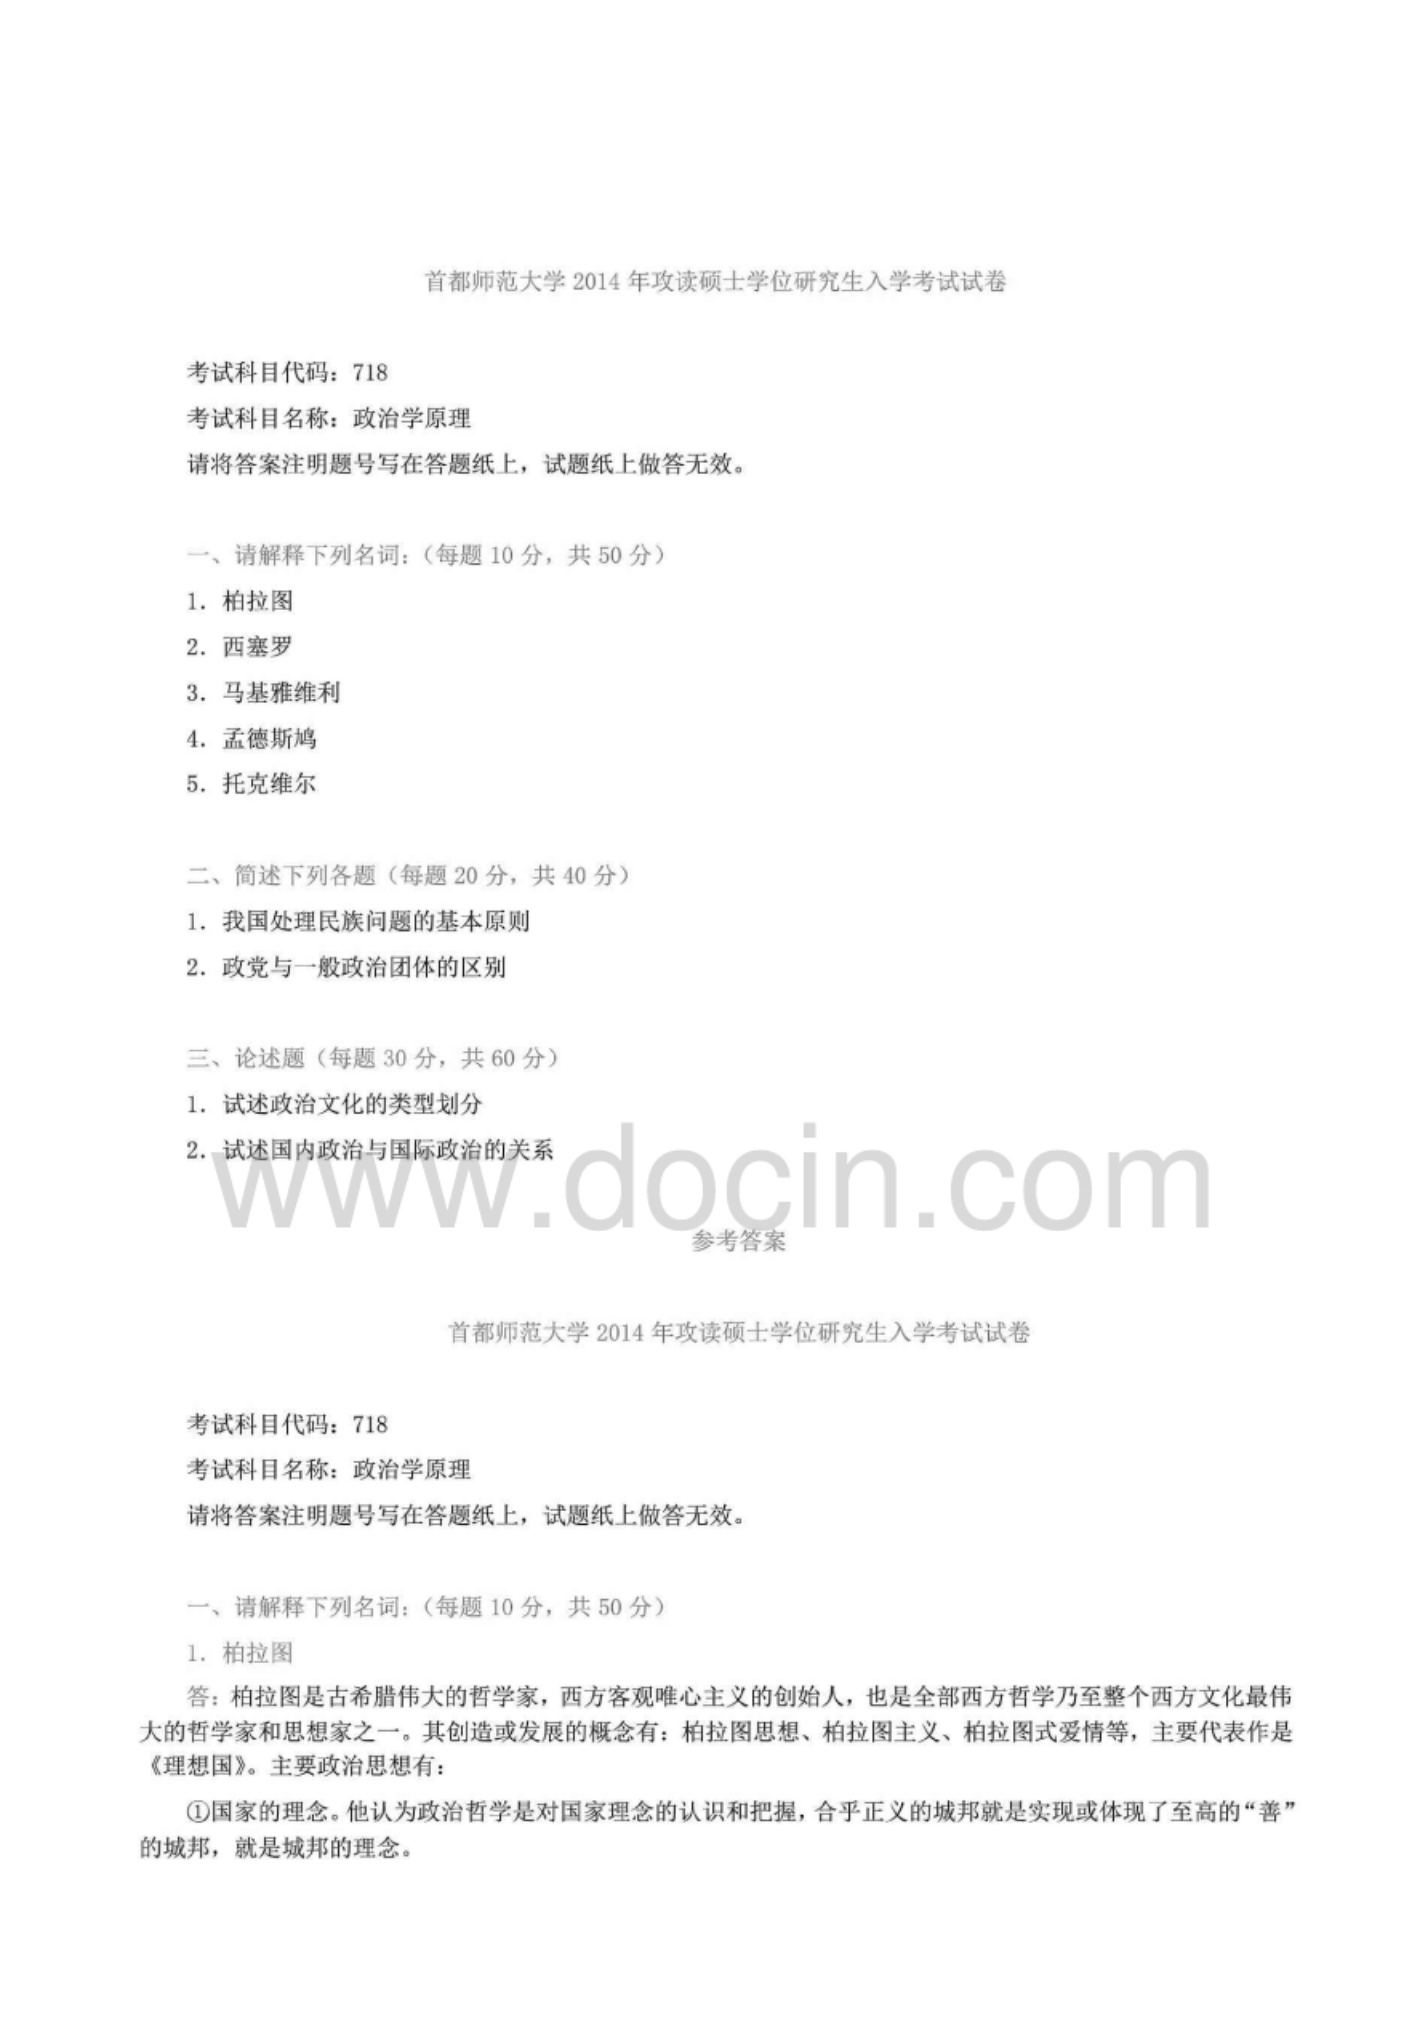 首都师范大学 2014 年攻读硕士学位研究生入学考试试卷
考试科目代码：718
考试科目名称：政治学原理
请将答案注明题号写在答题纸上，试题纸上做答无效。
一、请解释下列名词：（每题 10 分，共 50 分）
1．柏拉图
2．西塞罗
3．马基雅维利
4．孟德斯鸠
5．托克维尔
二、简述下列各题（每题 20 分，共 40 分）
1．我国处理民族问题的基本原则
2．政党与一般政治团体的区别
三、论述题（每题 30 分，共 60 分）
1．试述政治文化的类型划分
2．试述国内政治与国际政治的关系
www.docin.com
参考答案
首都师范大学 2014 年攻读硕士学位研究生入学考试试卷
考试科目代码：718
考试科目名称：政治学原理
请将答案注明题号写在答题纸上，试题纸上做答无效。
一、请解释下列名词：（每题 10 分，共 50 分）
1．柏拉图
答：柏拉图是古希腊伟大的哲学家，西方客观唯心主义的创始人，也是全部西方哲学乃至整个西方文化最伟
大的哲学家和思想家之一。其创造或发展的概念有：柏拉图思想、柏拉图主义、柏拉图式爱情等，主要代表作是
《理想国》。主要政治思想有：
①国家的理念。他认为政治哲学是对国家理念的认识和把握，合乎正义的城邦就是实现或体现了至高的“善”
的城邦，就是城邦的理念。